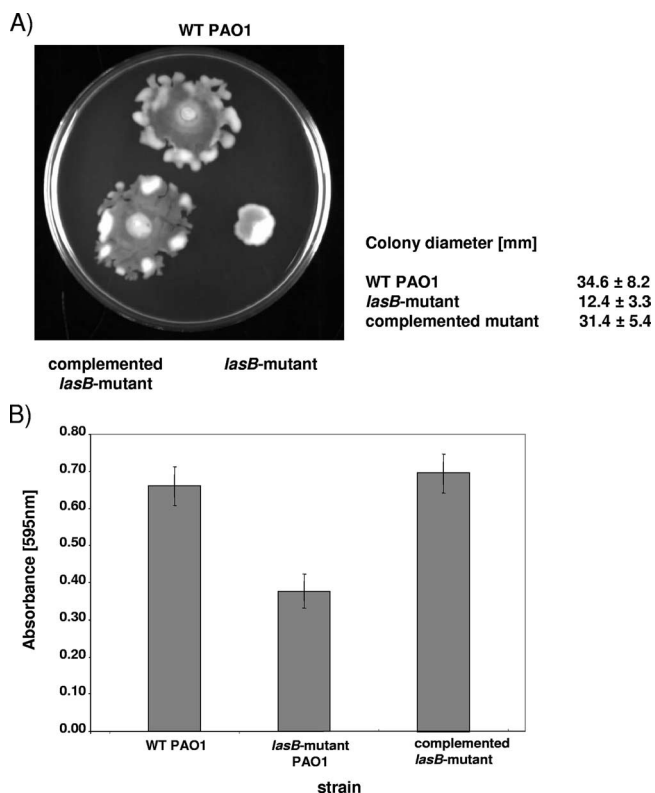 A)
WT PAO1
Colony diameter [mm]
WT PAO1 34.6 ± 8.2
lasB-mutant 12.4 ± 3.3
complemented mutant 31.4 ± 5.4
complemented
lasB-mutant
lasB-mutant
B)
Absorbance [595nm]
0.80
0.70
0.60
0.50
0.40
0.30
0.20
0.10
0.00
WT PAO1
lasB-mutant
PAO1
complemented
lasB-mutant
strain